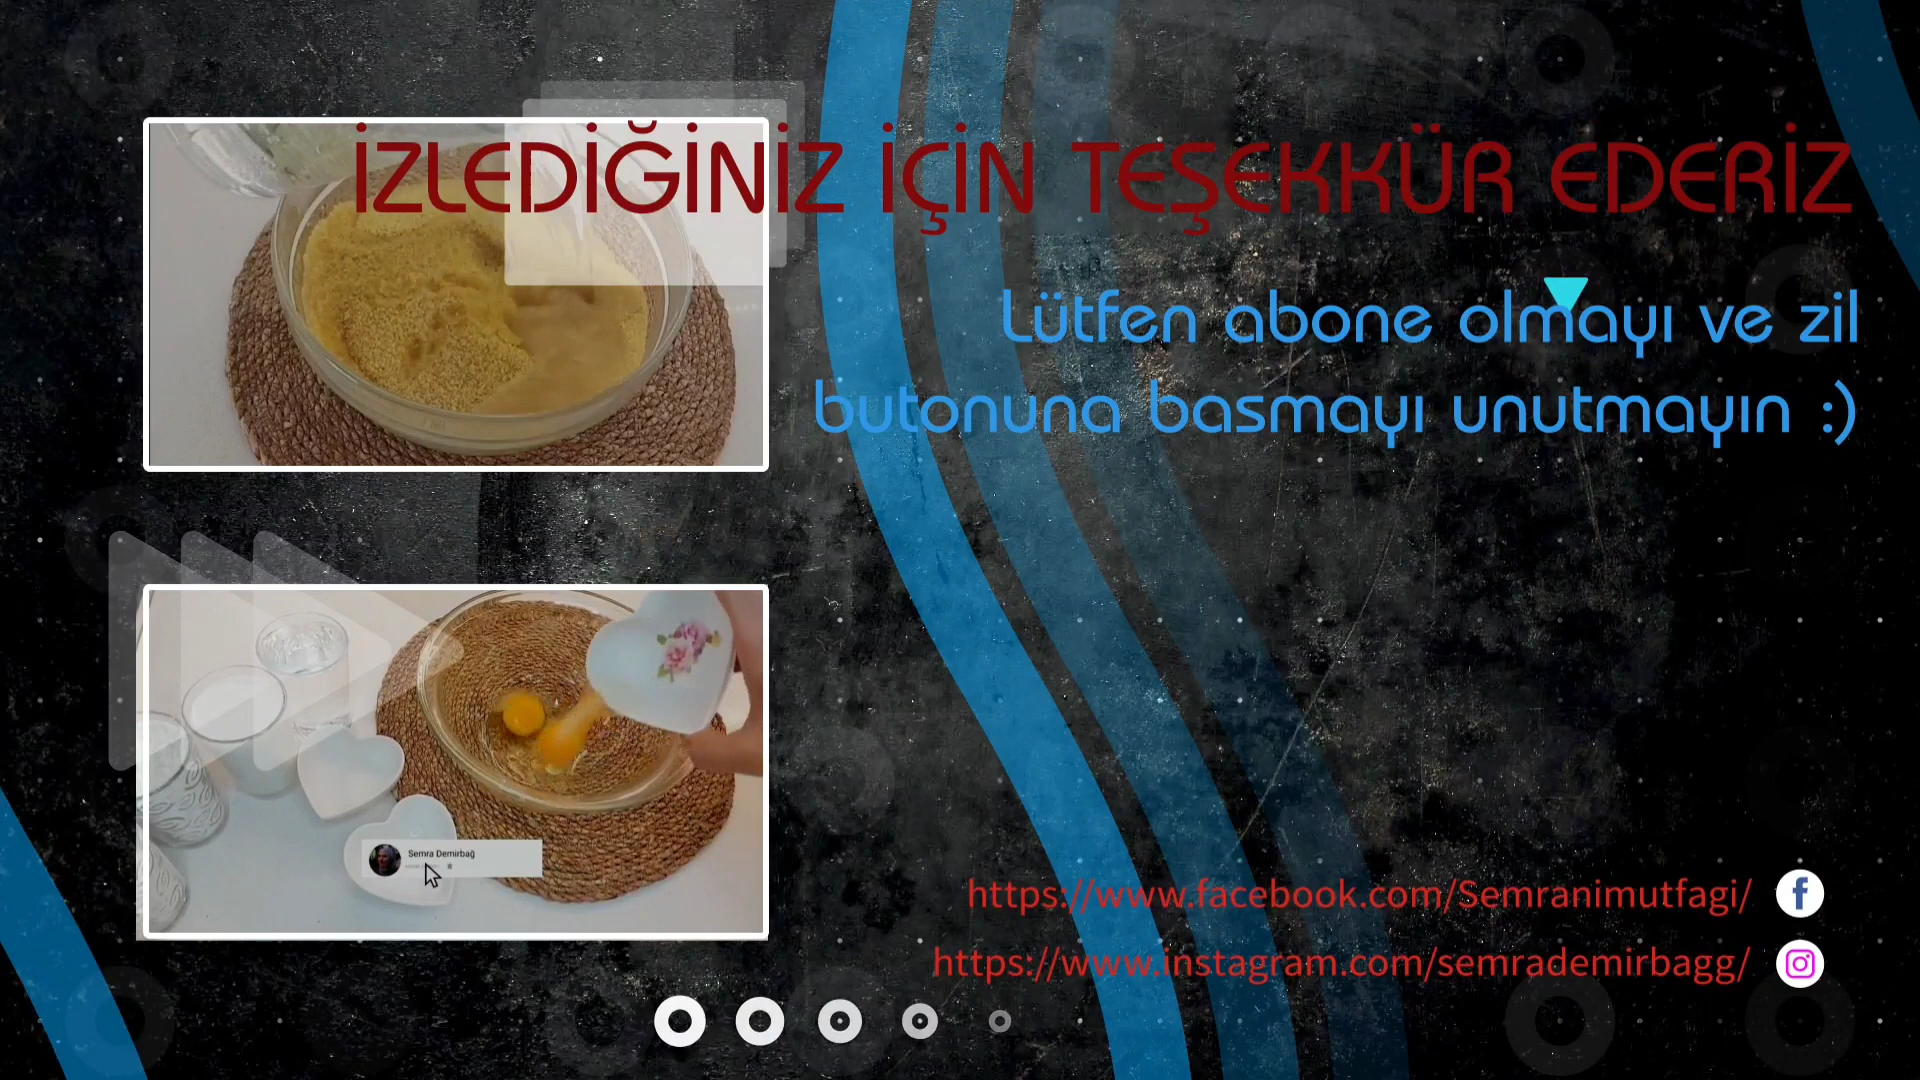 İZLEDİĞİNİZ İÇİN TEŞEKKÜR EDERİZ
Lütfen abone olmayı ve zil
butonuna basmayı unutmayın :)
Semra Demirbağ
https://www.facebook.com/Semranimutfagi/
https://www.instagram.com/semrademirbagg/